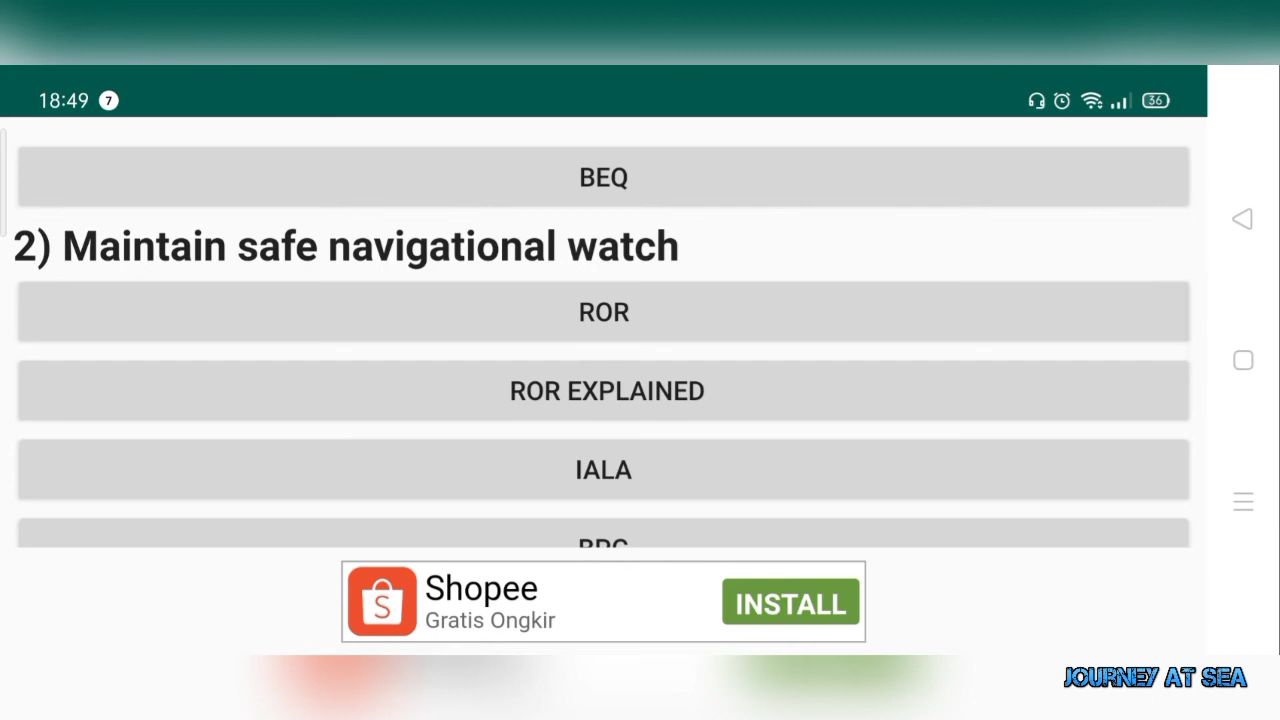 18:49 7
36
BEQ
2) Maintain safe navigational watch
ROR
ROR EXPLAINED
IALA
Shopee
Gratis Ongkir
INSTALL
JOURNEY AT SEA